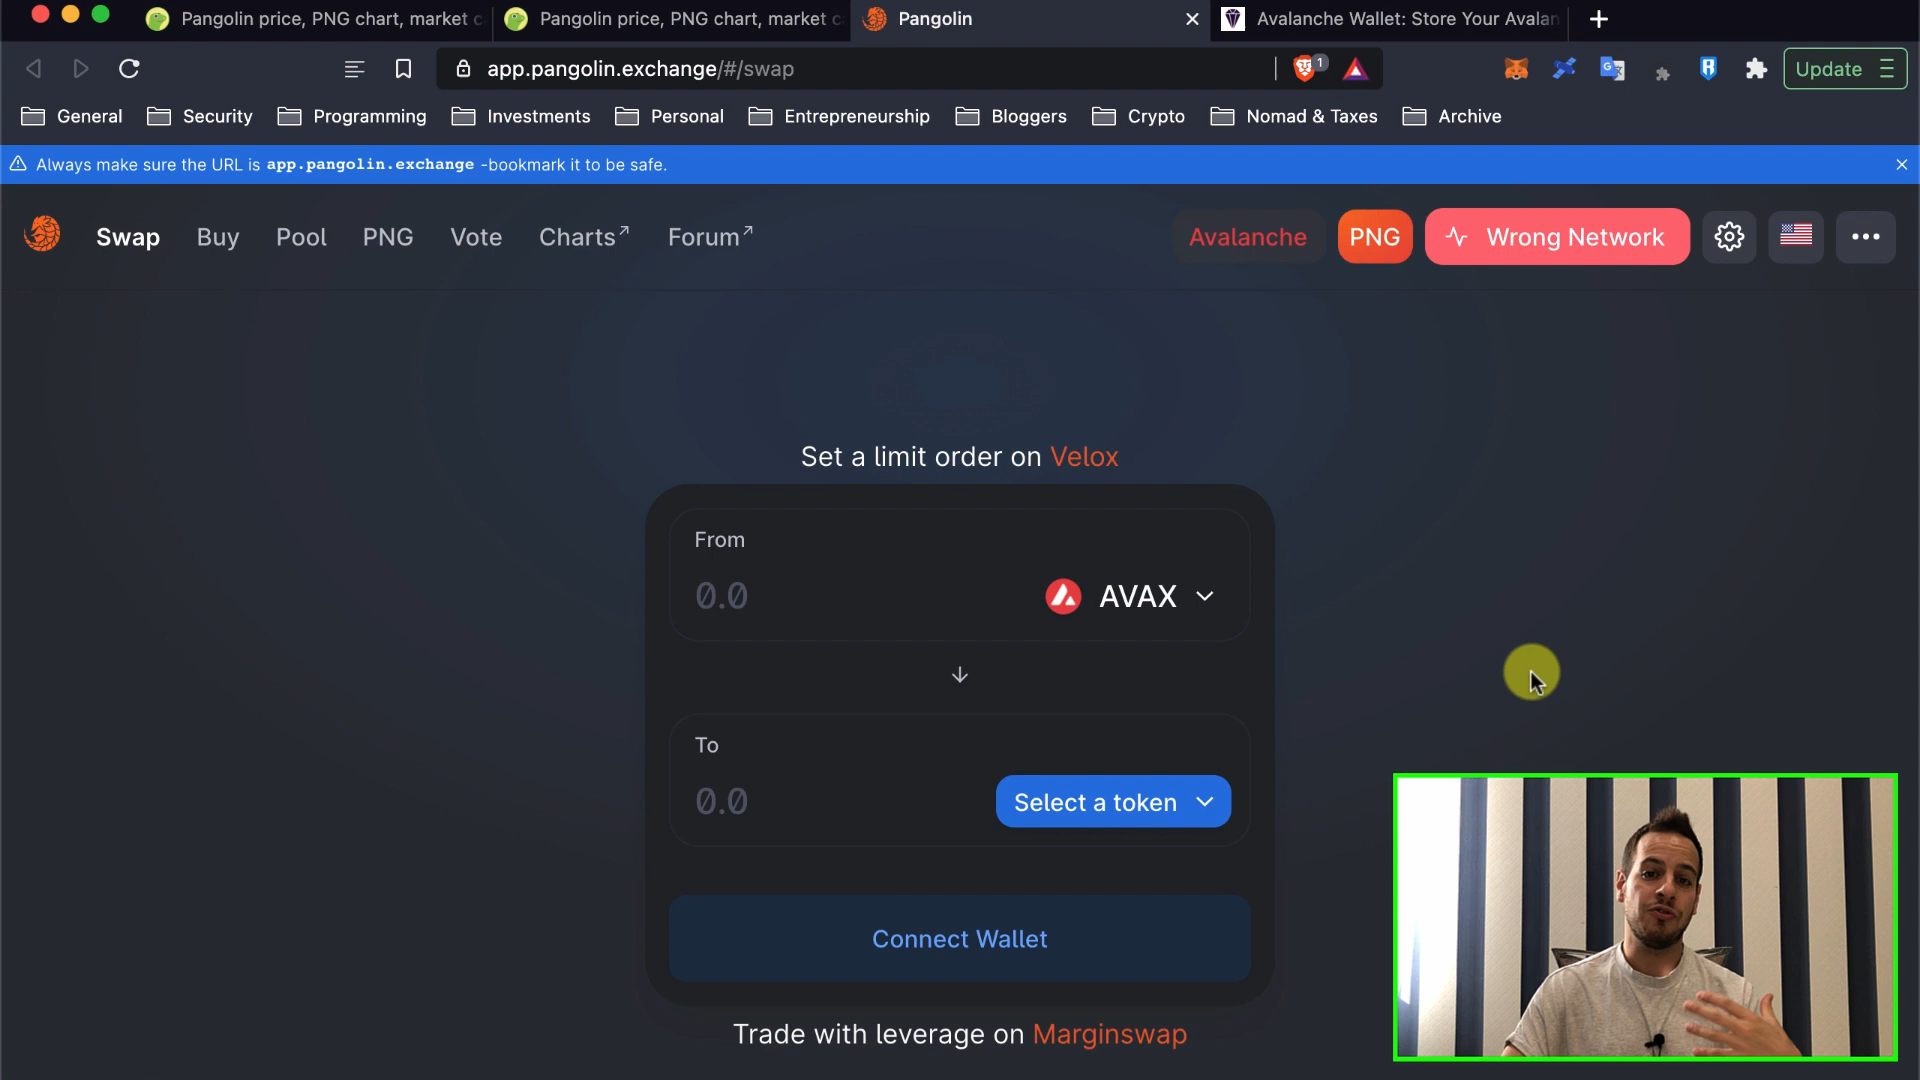 Pangolin price, PNG chart, market c
Pangolin price, PNG chart, market c
Pangolin
Avalanche Wallet: Store Your Avalan
app.pangolin.exchange/#/swap
1
Update
General
Security
Programming
Investments
Personal
Entrepreneurship
Bloggers
Crypto
Nomad & Taxes
Archive
Always make sure the URL is app.pangolin.exchange -bookmark it to be safe.
Swap
Buy
Pool
PNG
Vote
Charts↗
Forum↗
Avalanche
PNG
Wrong Network
Set a limit order on Velox
From
0.0
AVAX
To
0.0
Select a token
Connect Wallet
Trade with leverage on Marginswap